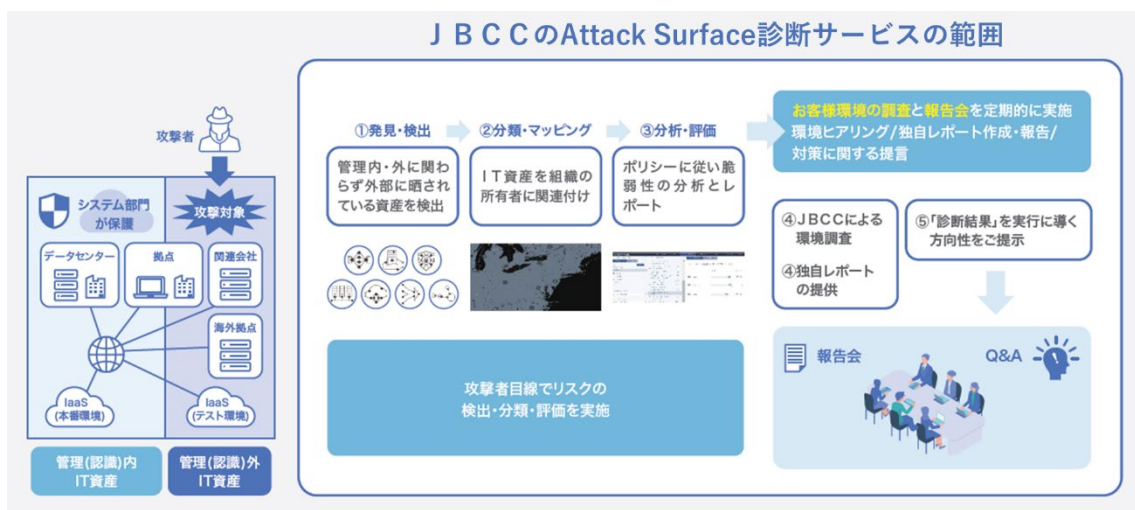 ＪＢＣＣのAttack Surface診断サービスの範囲
攻撃者
システム部門
が保護
攻撃対象
データセンター
拠点
関連会社
海外拠点
IaaS
(本番環境)
IaaS
(テスト環境)
管理(認識)内
IT資産
管理(認識)外
IT資産
①発見・検出
管理内・外に関わ
らず外部に晒され
ている資産を検出
②分類・マッピング
ＩＴ資産を組織の
所有者に関連付け
③分析・評価
ポリシーに従い脆
弱性の分析とレ
ポート
攻撃者目線でリスクの
検出・分類・評価を実施
お客様環境の調査と報告会を定期的に実施
環境ヒアリング/独自レポート作成・報告/
対策に関する提言
④ＪＢＣＣによる
環境調査
④独自レポート
の提供
⑤「診断結果」を実行に導く
方向性をご提示
報告会
Q&A